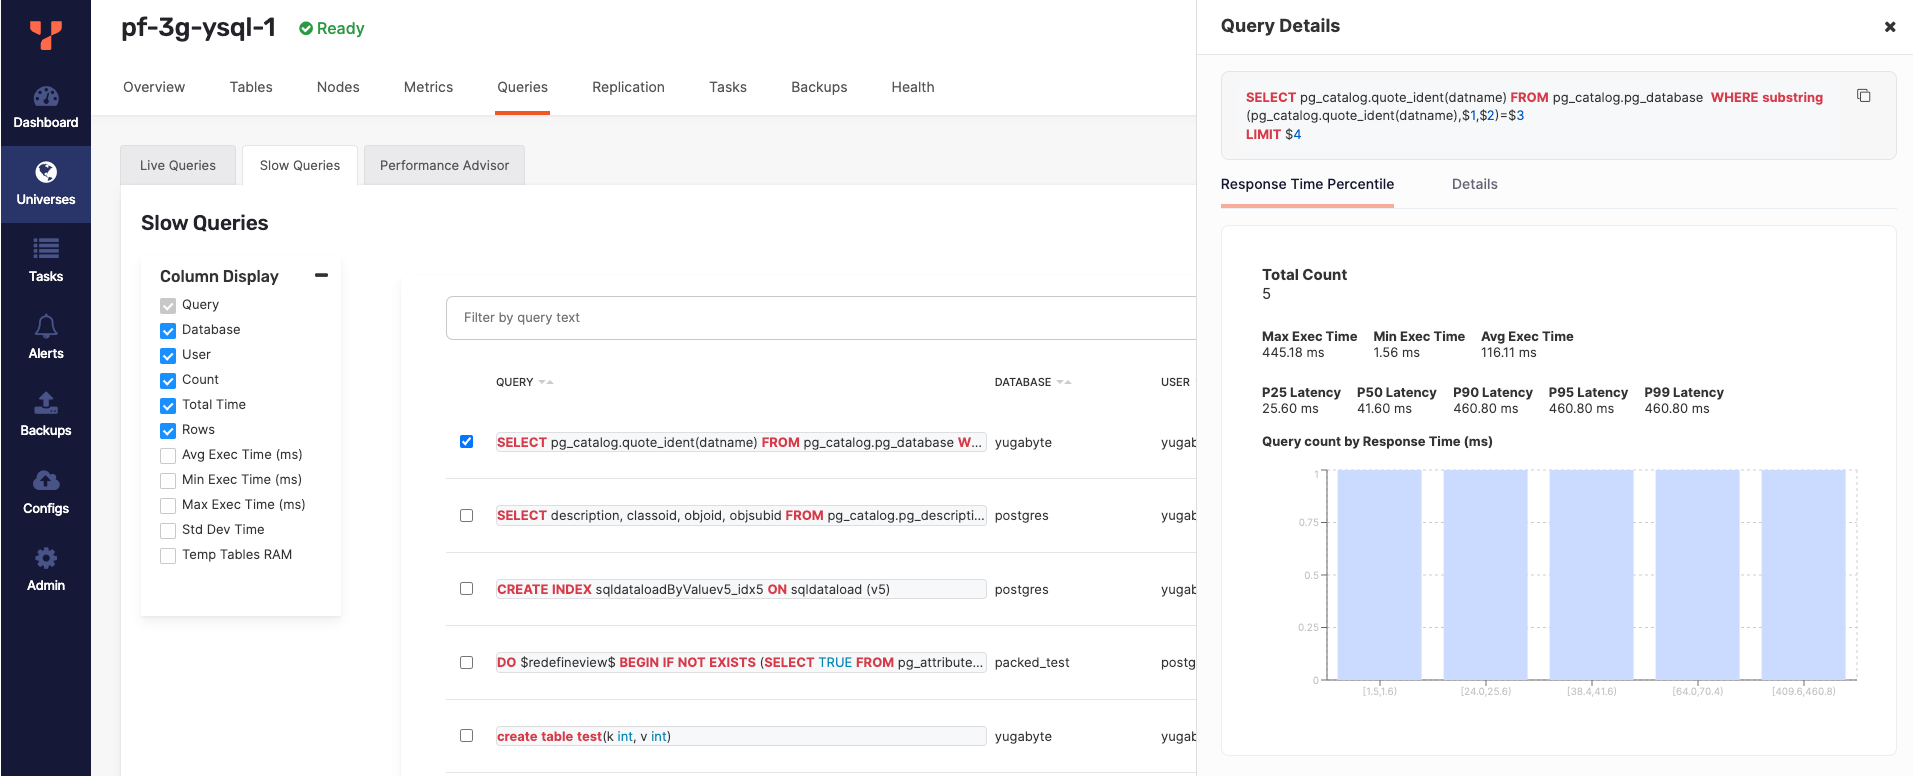 pf-3g-ysql-1 Ready
Overview Tables Nodes Metrics Queries Replication Tasks Backups Health
Dashboard
Universes
Tasks
Alerts
Backups
Configs
Admin
Live Queries Slow Queries Performance Advisor
Slow Queries
Column Display
Query
Database
User
Count
Total Time
Rows
Avg Exec Time (ms)
Min Exec Time (ms)
Max Exec Time (ms)
Std Dev Time
Temp Tables RAM
Filter by query text
QUERY DATABASE USER
SELECT pg_catalog.quote_ident(datname) FROM pg_catalog.pg_database W... yugabyte yugab
SELECT description, classoid, objoid, objsubid FROM pg_catalog.pg_descripti... postgres yugab
CREATE INDEX sqldataloadByValuev5_idx5 ON sqldataload (v5) postgres yugab
DO $redefineview$ BEGIN IF NOT EXISTS (SELECT TRUE FROM pg_attribute... packed_test postg
create table test(k int, v int) yugabyte yugab
Query Details
SELECT pg_catalog.quote_ident(datname) FROM pg_catalog.pg_database WHERE substring
(pg_catalog.quote_ident(datname),$1,$2)=$3
LIMIT $4
Response Time Percentile Details
Total Count
5
Max Exec Time Min Exec Time Avg Exec Time
445.18 ms 1.56 ms 116.11 ms
P25 Latency P50 Latency P90 Latency P95 Latency P99 Latency
25.60 ms 41.60 ms 460.80 ms 460.80 ms 460.80 ms
Query count by Response Time (ms)
1
0.75
0.5
0.25
0
[1.5,1.6) [24.0,25.6) [38.4,41.6) [64.0,70.4) [409.6,460.8)